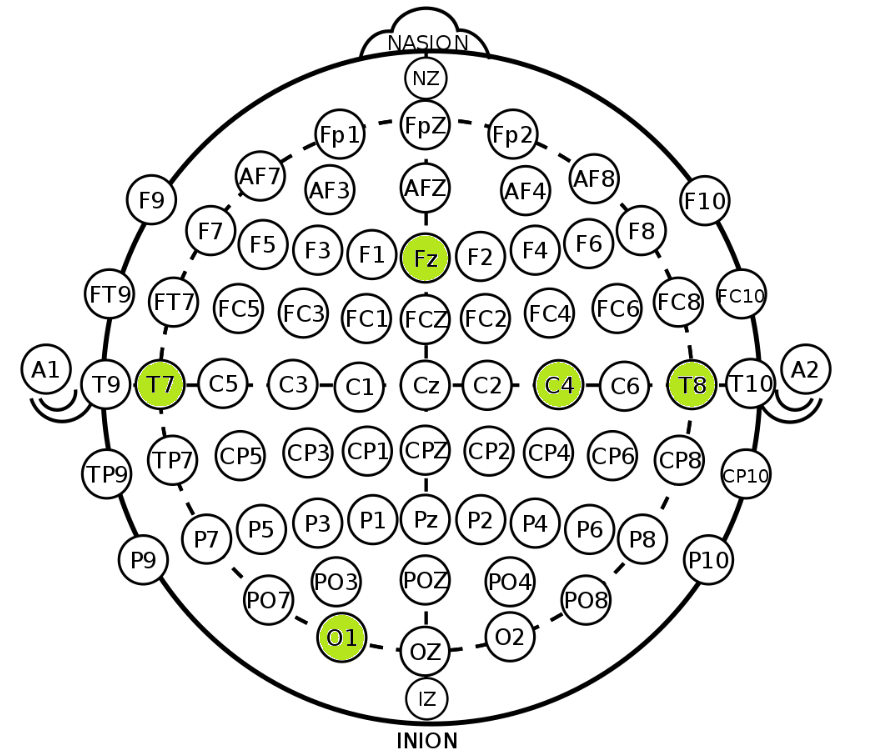 NASION
NZ
Fp1 FpZ Fp2
AF7 AF3 AFZ AF4 AF8
F9 F7 F5 F3 F1 Fz F2 F4 F6 F8 F10
FT9 FT7 FC5 FC3 FC1 FCZ FC2 FC4 FC6 FC8 FC10
A1 T9 T7 C5 C3 C1 Cz C2 C4 C6 T8 T10 A2
TP9 TP7 CP5 CP3 CP1 CPZ CP2 CP4 CP6 CP8 CP10
P9 P7 P5 P3 P1 Pz P2 P4 P6 P8 P10
PO7 PO3 POZ PO4 PO8
O1 OZ O2
IZ
INION